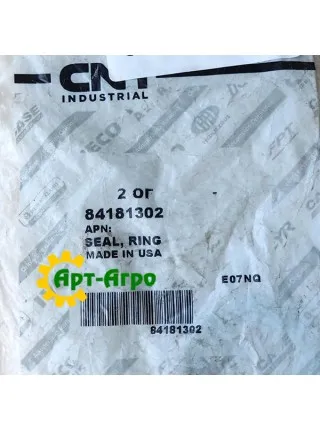 CNH
INDUSTRIAL
2 OF
84181302
APN:
SEAL, RING
MADE IN USA
E07NQ
Арт-Агро
84181302